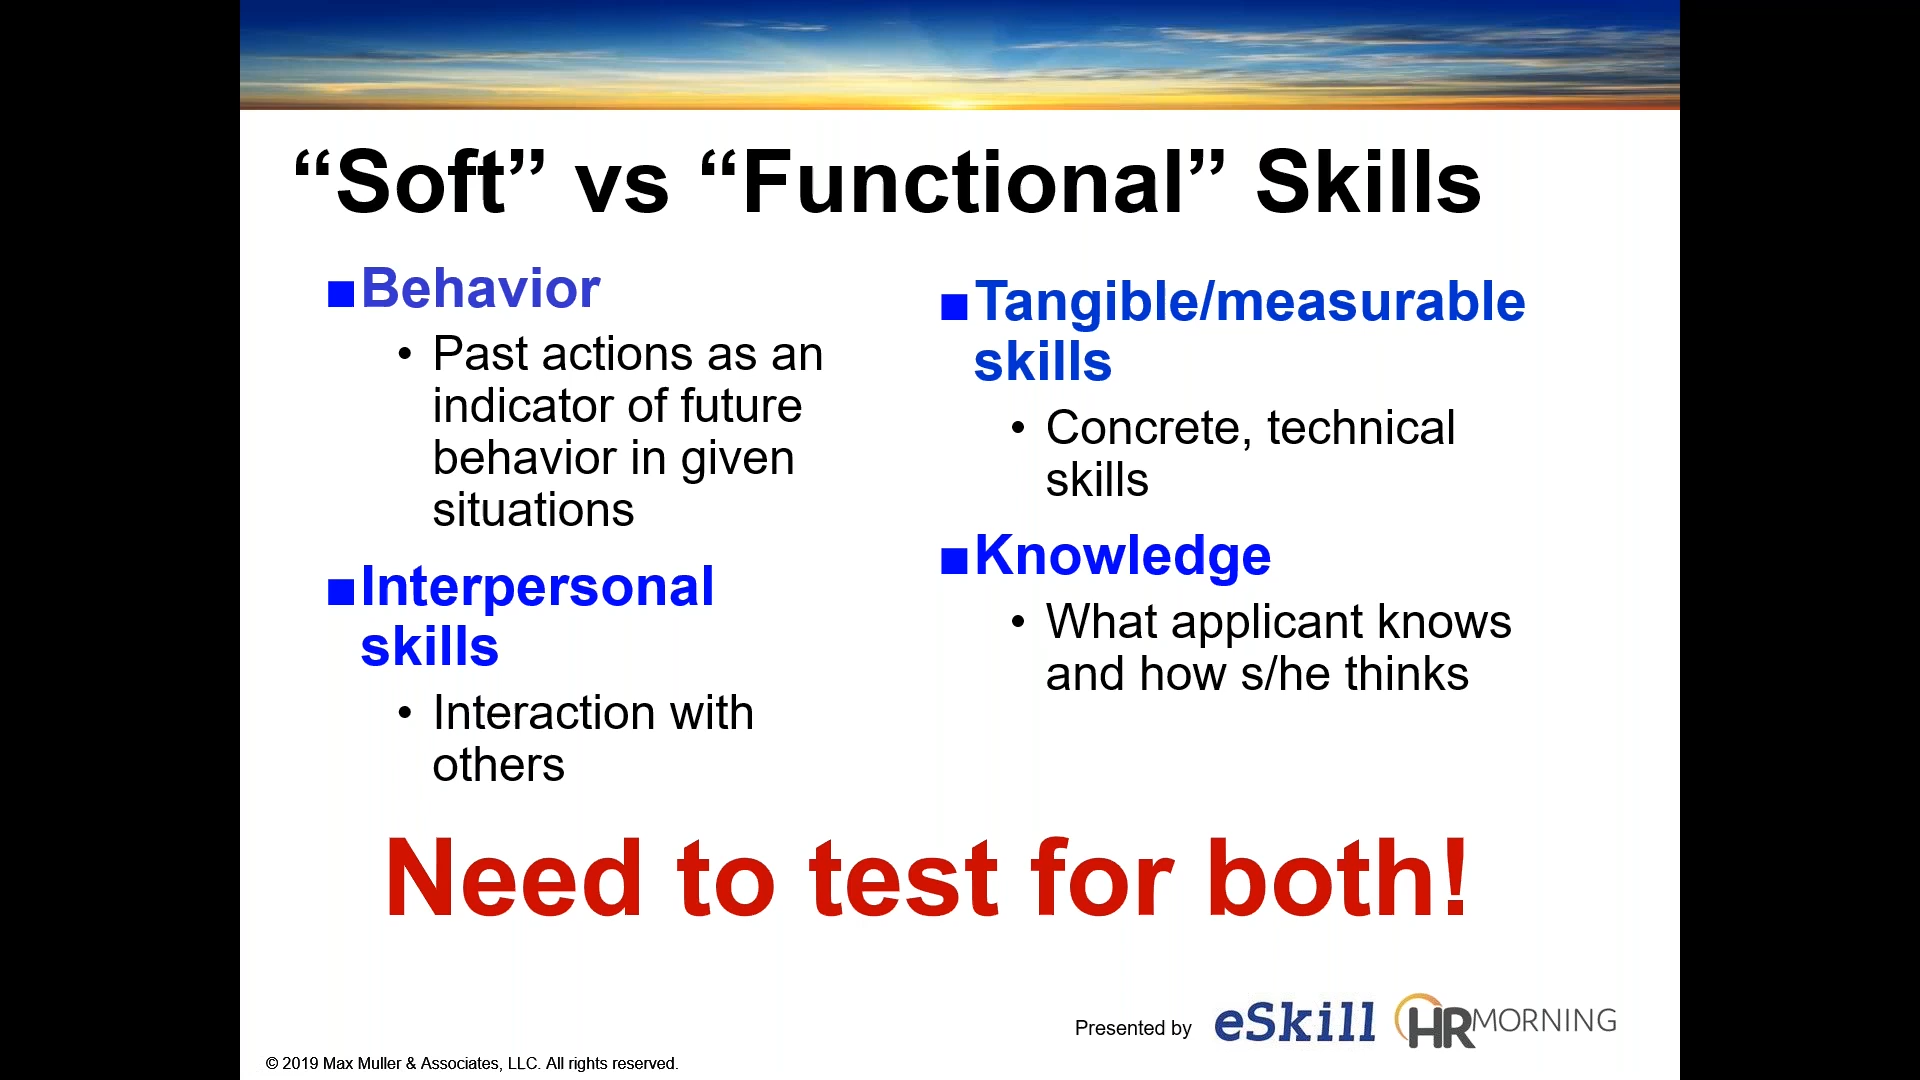 “Soft” vs “Functional” Skills
■Behavior
• Past actions as an
indicator of future
behavior in given
situations
■Interpersonal
skills
• Interaction with
others
■Tangible/measurable
skills
• Concrete, technical
skills
■Knowledge
• What applicant knows
and how s/he thinks
Need to test for both!
Presented by eSkill HRMORNING
© 2019 Max Muller & Associates, LLC. All rights reserved.